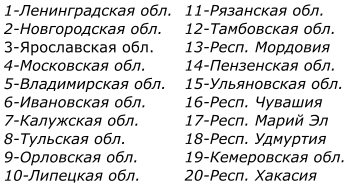 1-Ленинградская обл.
2-Новгородская обл.
3-Ярославская обл.
4-Московская обл.
5-Владимирская обл.
6-Ивановская обл.
7-Калужская обл.
8-Тульская обл.
9-Орловская обл.
10-Липецкая обл.
11-Рязанская обл.
12-Тамбовская обл.
13-Респ. Мордовия
14-Пензенская обл.
15-Ульяновская обл.
16-Респ. Чувашия
17-Респ. Марий Эл
18-Респ. Удмуртия
19-Кемеровская обл.
20-Респ. Хакасия